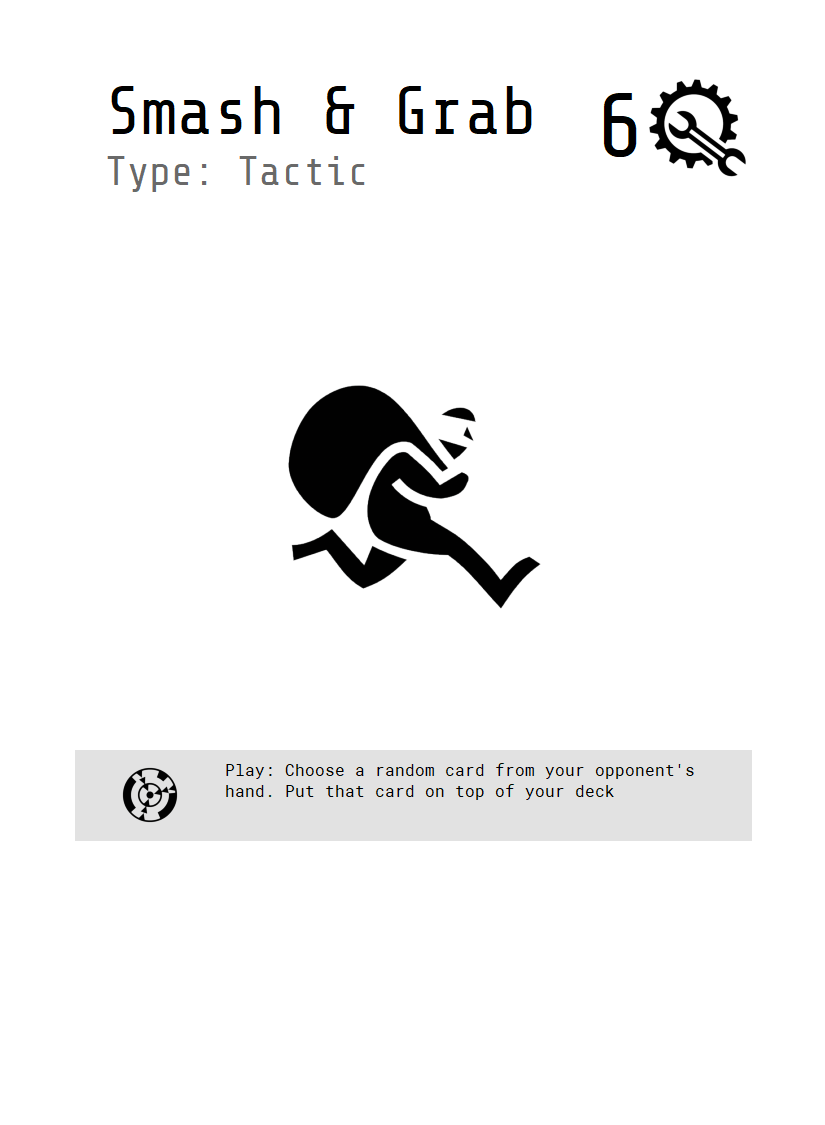 Smash & Grab 6
Type: Tactic
Play: Choose a random card from your opponent's
hand. Put that card on top of your deck